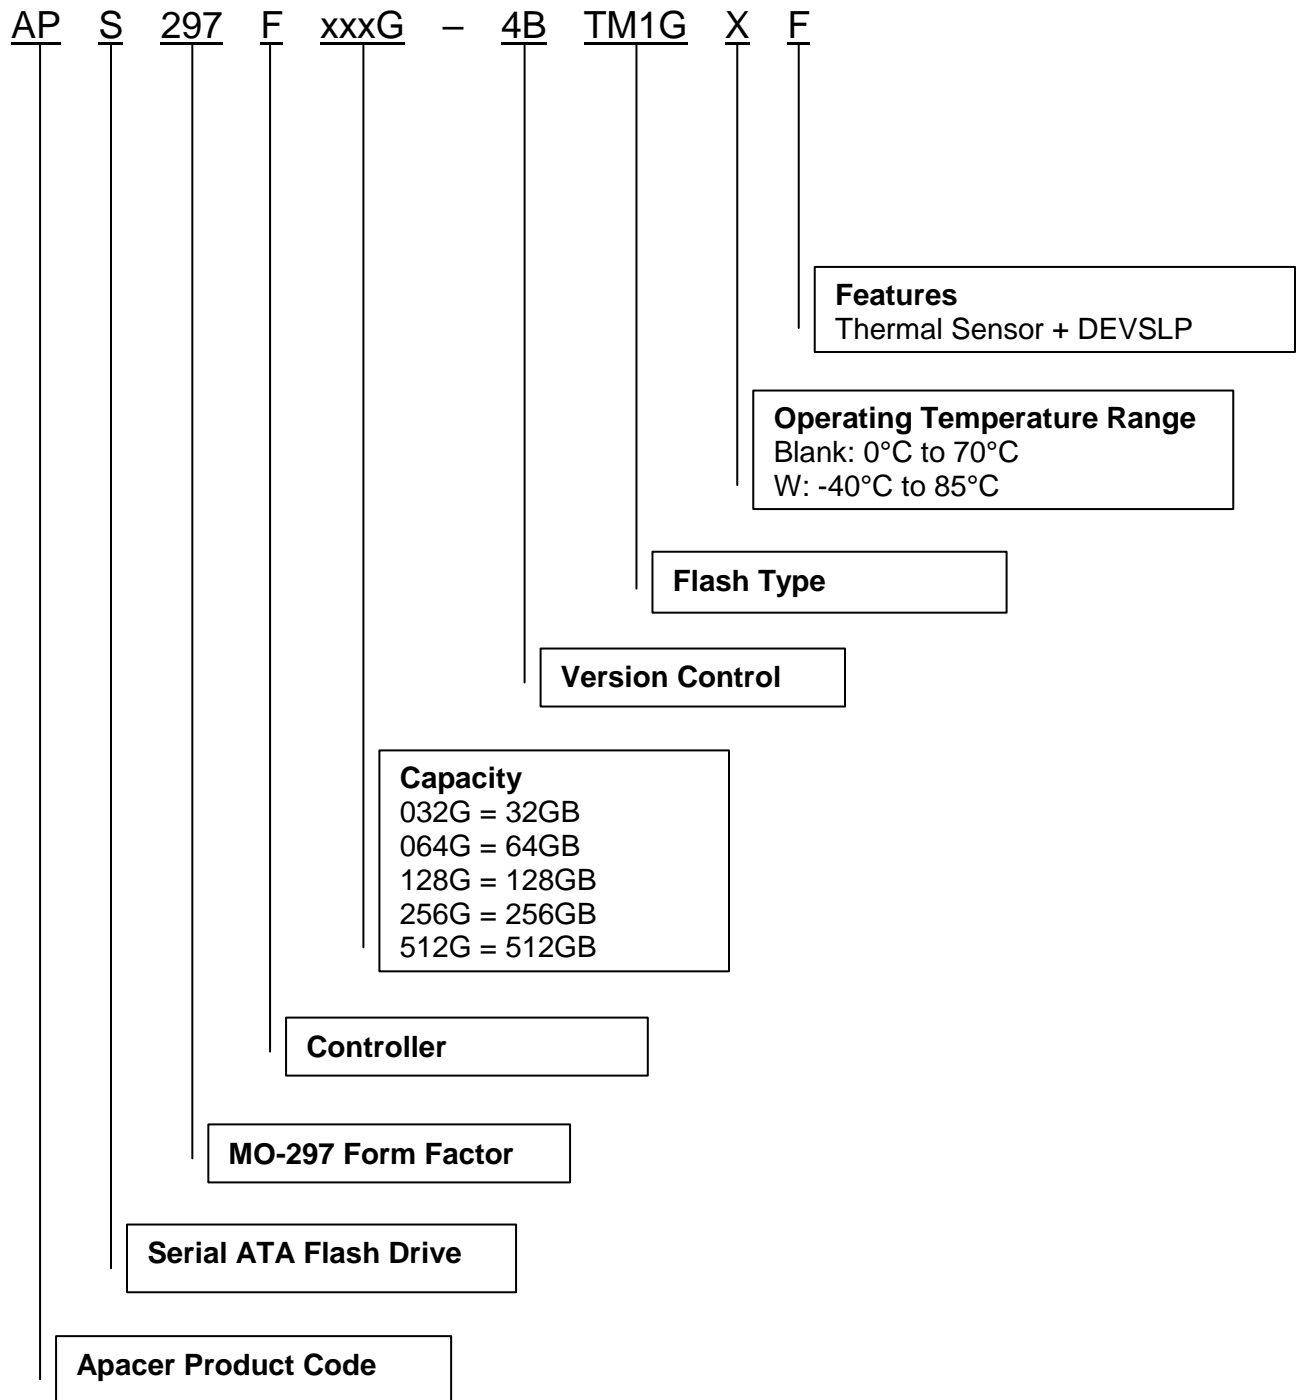 AP S 297 F xxxG – 4B TM1G X F
Features
Thermal Sensor + DEVSLP
Operating Temperature Range
Blank: 0°C to 70°C
W: -40°C to 85°C
Flash Type
Version Control
Capacity
032G = 32GB
064G = 64GB
128G = 128GB
256G = 256GB
512G = 512GB
Controller
MO-297 Form Factor
Serial ATA Flash Drive
Apacer Product Code